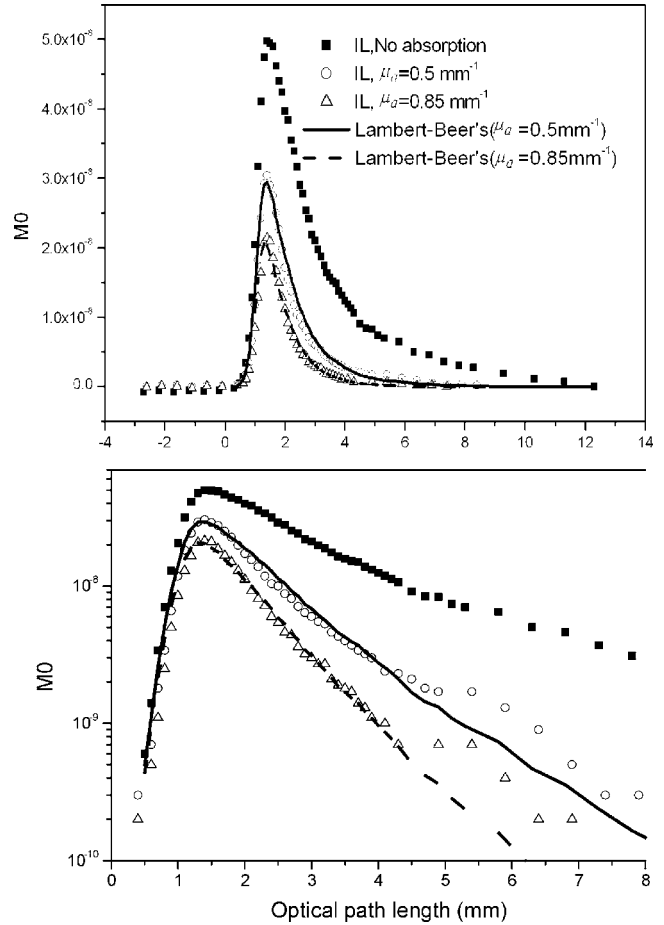 5.0x10⁻⁸
3.0x10⁻⁸
2.0x10⁻⁸
1.0x10⁻⁸
0.0
M0
IL,No absorption
IL, μₐ=0.5 mm⁻¹
IL, μₐ=0.85 mm⁻¹
Lambert-Beer's(μₐ =0.5mm⁻¹)
Lambert-Beer's(μₐ =0.85mm⁻¹)
-4 -2 0 2 4 6 8 10 12 14
M0
10⁻⁸
10⁻⁹
10⁻¹⁰
0 1 2 3 4 5 6 7 8
Optical path length (mm)